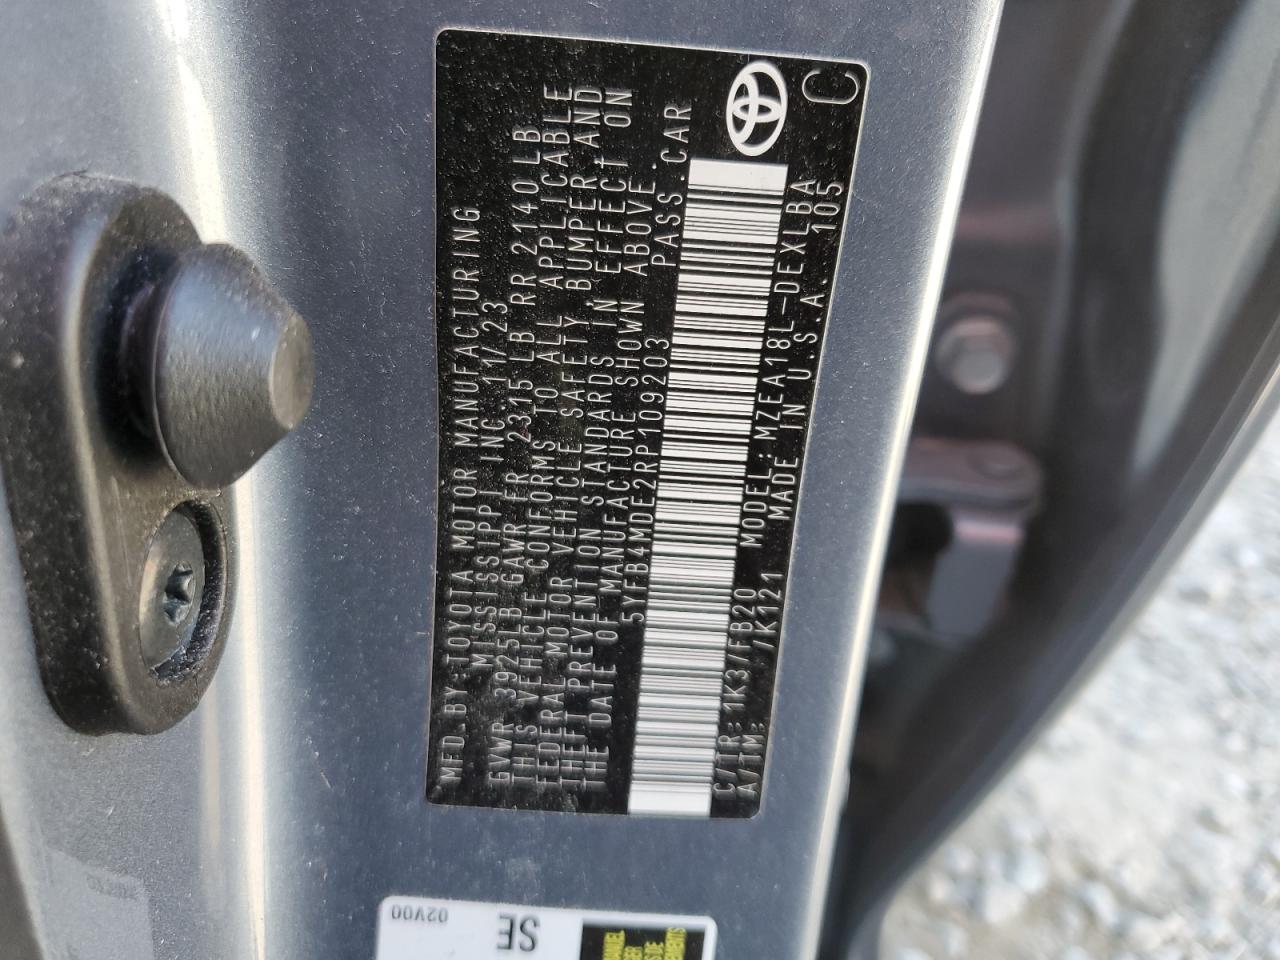 MFD.BY:TOYOTA MOTOR MANUFACTURING
MISSISSIPPI INC.11/23
GVWR 3925LB GAWR FR 2315LB RR 2140LB
THIS VEHICLE CONFORMS TO ALL APPLICABLE
FEDERAL MOTOR VEHICLE SAFETY,BUMPER AND
THEFT PREVENTION STANDARDS IN EFFECT ON
THE DATE OF MANUFACTURE SHOWN ABOVE.
5YFB4MDE2RP109203 PASS.CAR
C/TR:1K3/FB20 MODEL:MZEA18L-DEXLBA
A/TM: /K121 MADE IN U.S.A. 105
C
02V00
SE